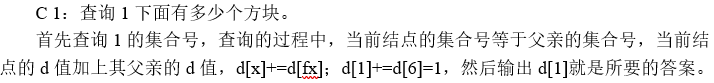 C 1：查询 1 下面有多少个方块。
首先查询 1 的集合号，查询的过程中，当前结点的集合号等于父亲的集合号，当前结
点的 d 值加上其父亲的 d 值，d[x]+=d[fx]；d[1]+=d[6]=1，然后输出 d[1]就是所要的答案。